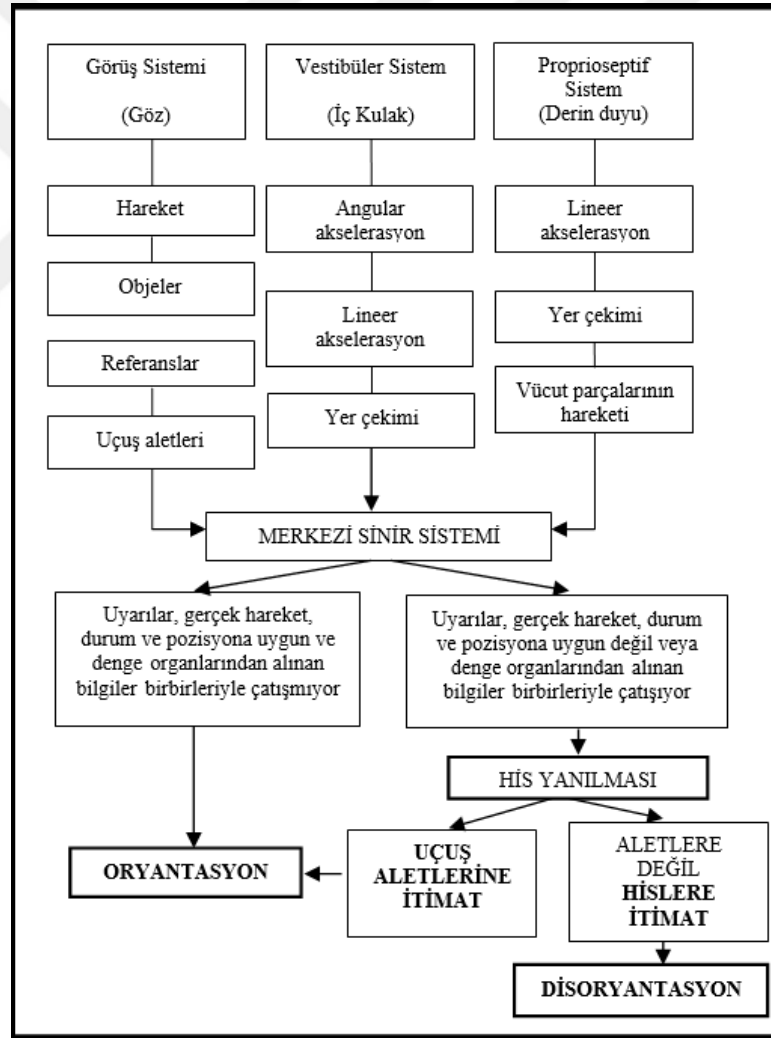 Görüş Sistemi
(Göz)
Vestibüler Sistem
(İç Kulak)
Proprioseptif
Sistem
(Derin duyu)
Hareket
Angular
akselerasyon
Lineer
akselerasyon
Objeler
Lineer
akselerasyon
Yer çekimi
Referanslar
Vücut parçalarının
hareketi
Uçuş aletleri
Yer çekimi
MERKEZİ SİNİR SİSTEMİ
Uyarılar, gerçek hareket,
durum ve pozisyona uygun ve
denge organlarından alınan
bilgiler birbirleriyle çatışmıyor
Uyarılar, gerçek hareket, durum
ve pozisyona uygun değil veya
denge organlarından alınan
bilgiler birbirleriyle çatışıyor
HİS YANILMASI
ORYANTASYON
UÇUŞ
ALETLERİNE
İTİMAT
ALETLERE
DEĞİL
HİSLERE
İTİMAT
DİSORYANTASYON